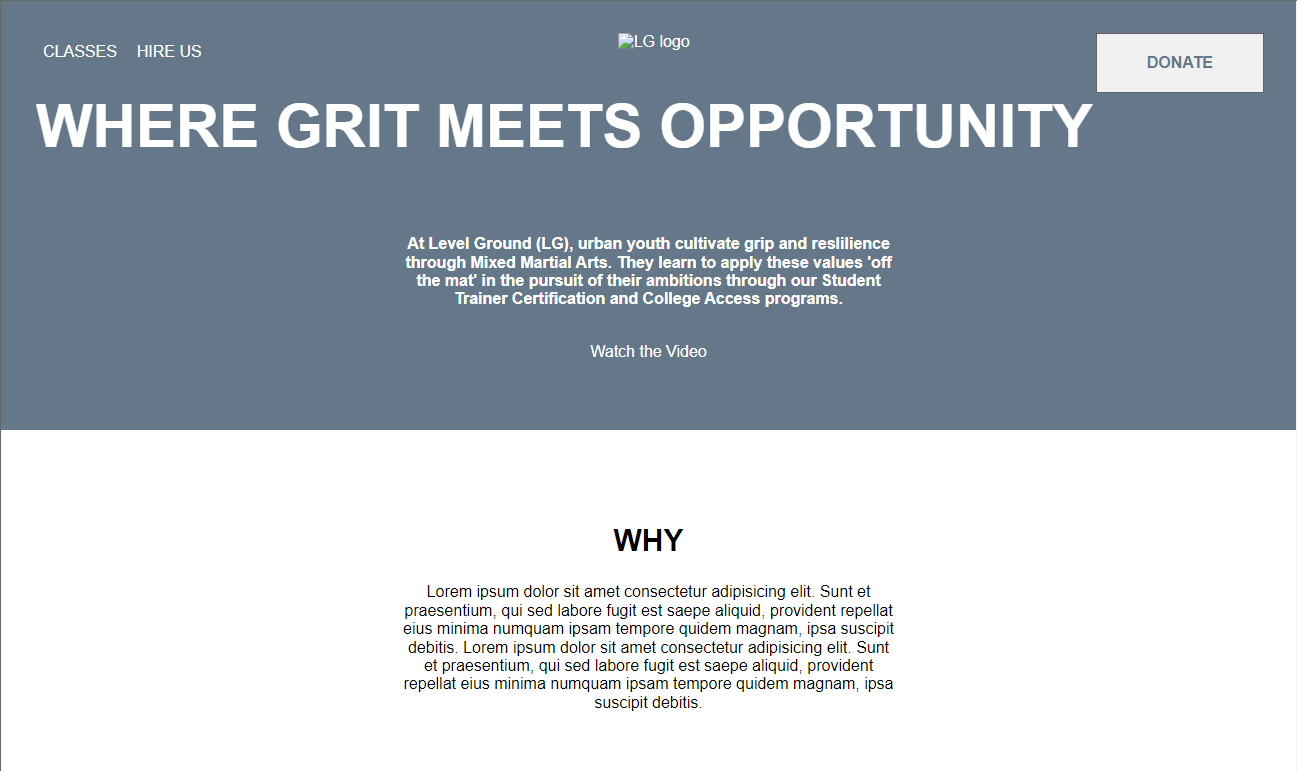 CLASSES HIRE US
LG logo
DONATE
WHERE GRIT MEETS OPPORTUNITY
At Level Ground (LG), urban youth cultivate grip and reslilience
through Mixed Martial Arts. They learn to apply these values 'off
the mat' in the pursuit of their ambitions through our Student
Trainer Certification and College Access programs.
Watch the Video
WHY
Lorem ipsum dolor sit amet consectetur adipisicing elit. Sunt et
praesentium, qui sed labore fugit est saepe aliquid, provident repellat
eius minima numquam ipsam tempore quidem magnam, ipsa suscipit
debitis. Lorem ipsum dolor sit amet consectetur adipisicing elit. Sunt
et praesentium, qui sed labore fugit est saepe aliquid, provident
repellat eius minima numquam ipsam tempore quidem magnam, ipsa
suscipit debitis.